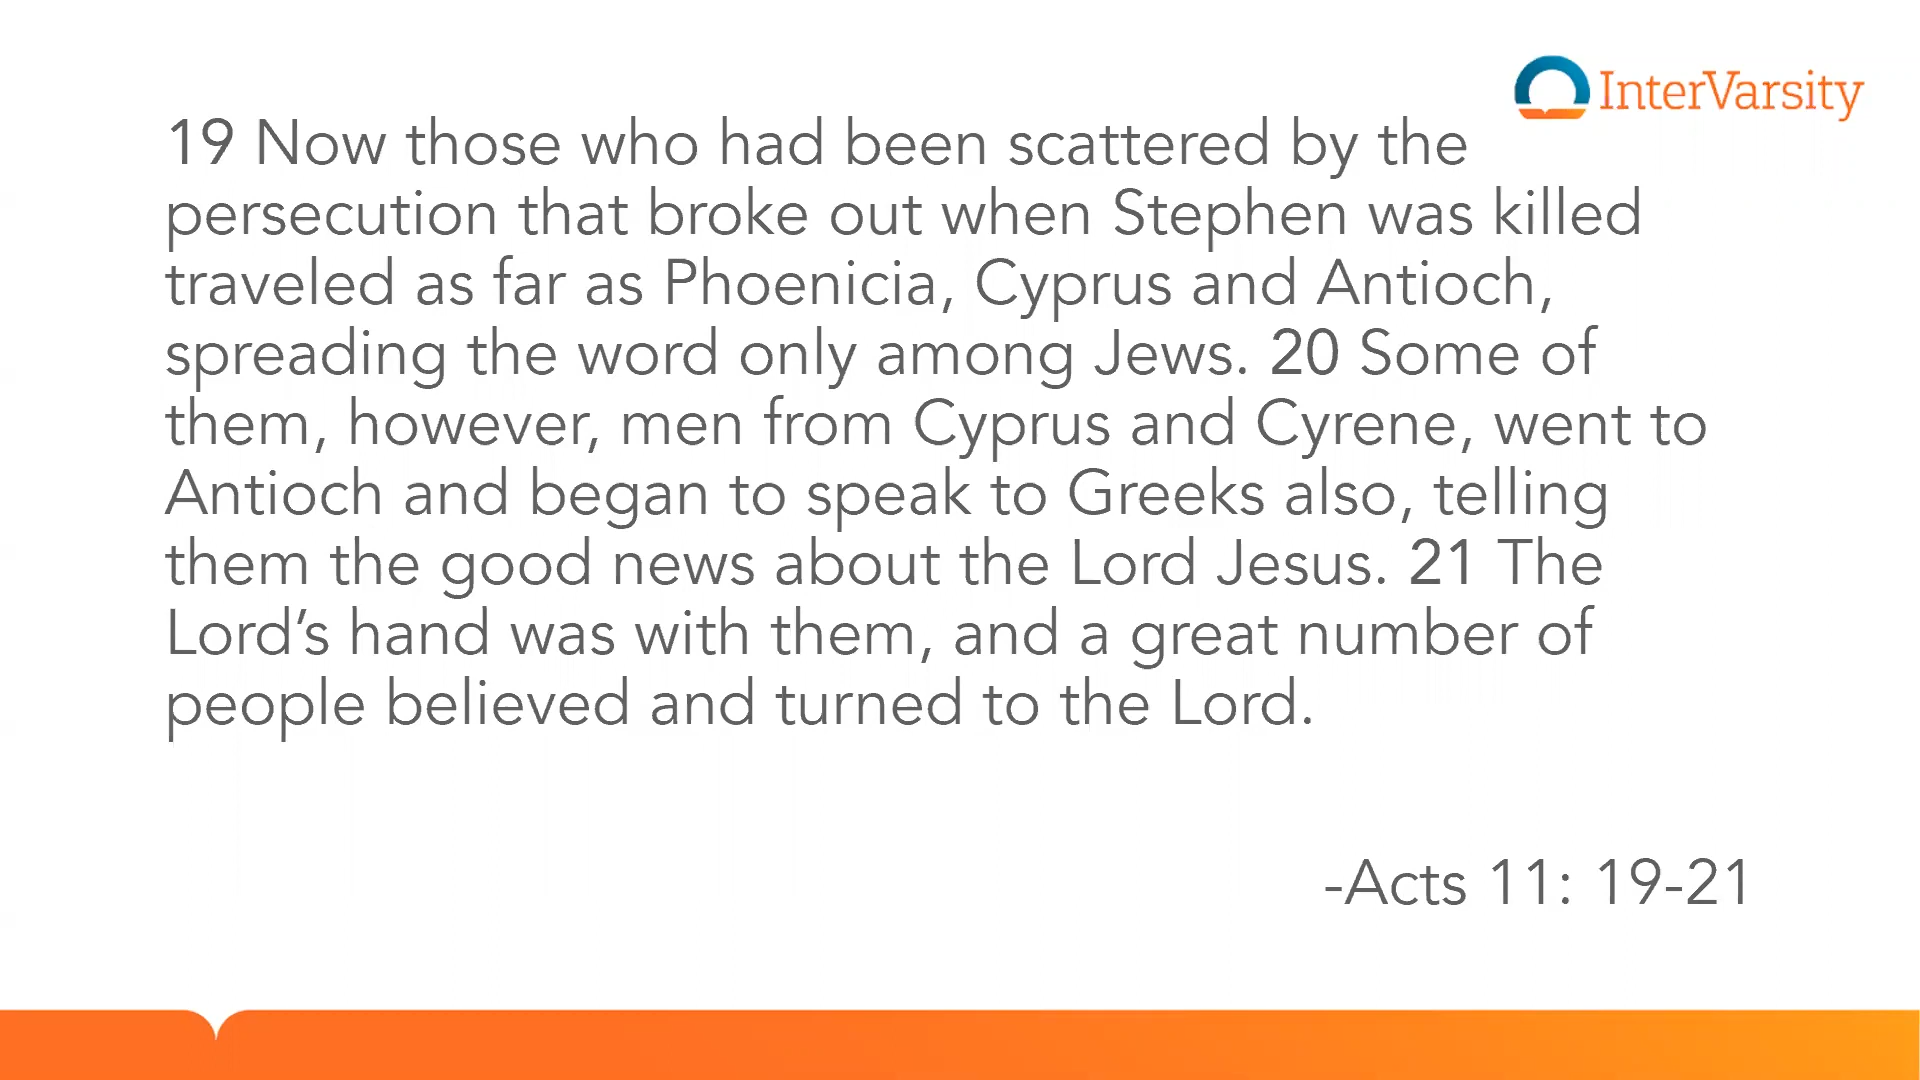 InterVarsity
19 Now those who had been scattered by the
persecution that broke out when Stephen was killed
traveled as far as Phoenicia, Cyprus and Antioch,
spreading the word only among Jews. 20 Some of
them, however, men from Cyprus and Cyrene, went to
Antioch and began to speak to Greeks also, telling
them the good news about the Lord Jesus. 21 The
Lord’s hand was with them, and a great number of
people believed and turned to the Lord.
-Acts 11: 19-21